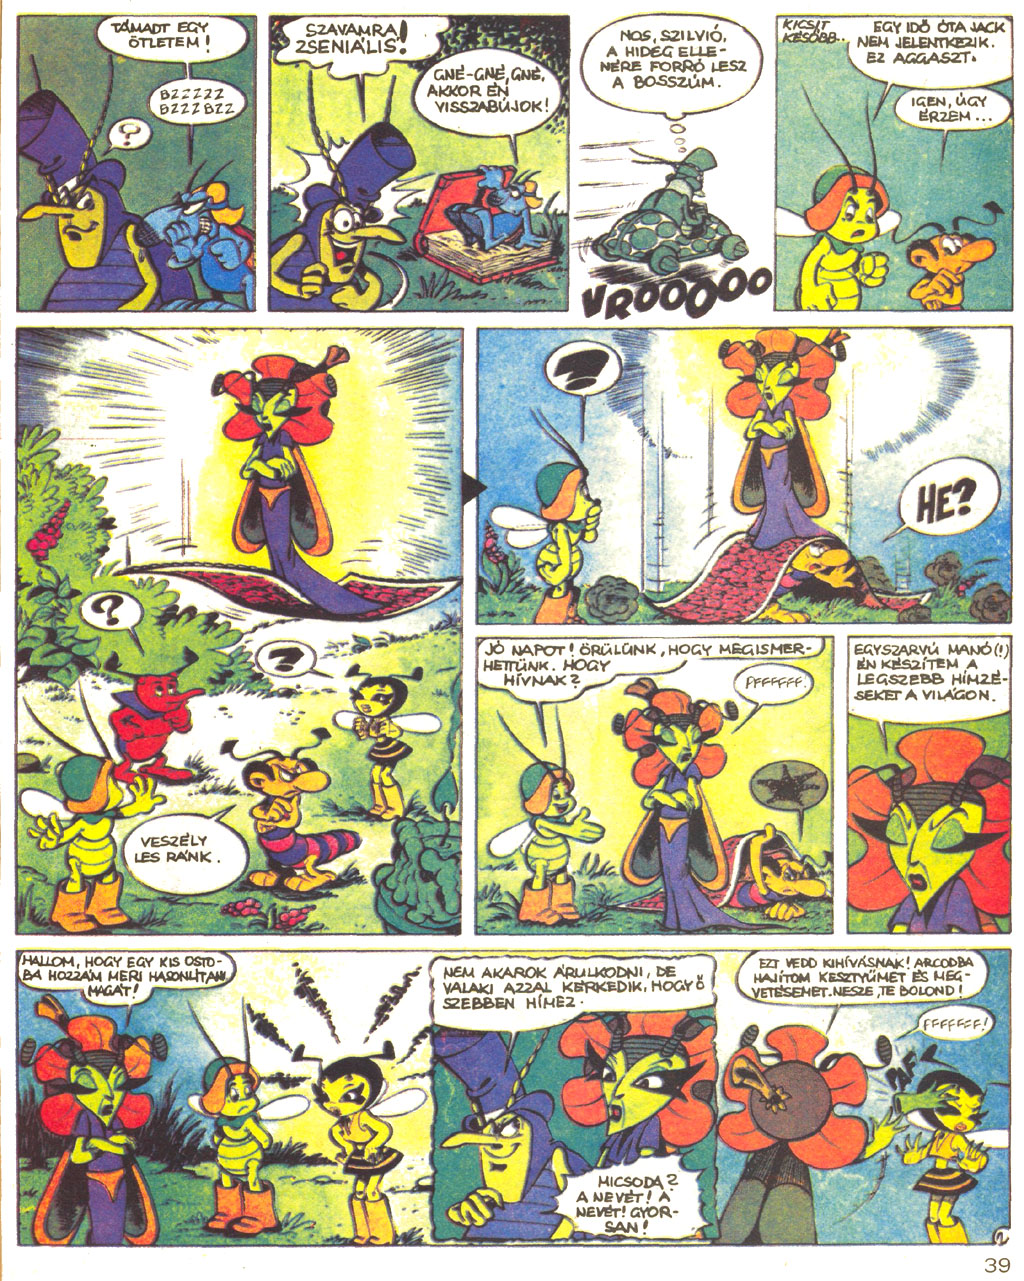 TÁMADT EGY
ÖTLETEM!
BZZZZZ
BZZZBZZ
?
SZAVAMRA!
ZSENIÁLIS!
GNÉ-GNÉ, GNÉ,
AKKOR ÉN
VISSZABÚJOK!
NOS, SZILVIÓ,
A HIDEG ELLE-
NÉRE FORRÓ LESZ
A BOSSZÚM.
VROOOOO
KICSIT
KÉSŐBB..
EGY IDŐ ÓTA JACK
NEM JELENTKEZIK.
EZ AGGASZT.
IGEN, ÚGY
ÉRZEM...
?
?
VESZÉLY
LES RÁNK.
?
HE?
JÓ NAPOT! ÖRÜLÜNK, HOGY MEGISMER-
HETTÜNK. HOGY
HÍVNAK?
FFFFFFF.
EGYSZARVÚ MANÓ(!)
ÉN KÉSZÍTEM A
LEGSZEBB HÍMZÉ-
SEKET A VILÁGON.
HALLOM, HOGY EGY KIS OSTO-
BA HOZZÁM MERI HASONLÍTANI
MAGÁT!
NEM AKAROK ÁRULKODNI, DE
VALAKI AZZAL KÉRKEDIK, HOGY Ő
SZEBBEN HÍMEZ.
MICSODA?
A NEVÉT! A
NEVÉT! GYOR-
SAN!
EZT VEDD KIHÍVÁSNAK! ARCODBA
HAJÍTOM KESZTYŰMET ÉS MEG-
VETÉSEMET. NESZE, TE BOLOND!
FFFFFFF!
PAF
2
39